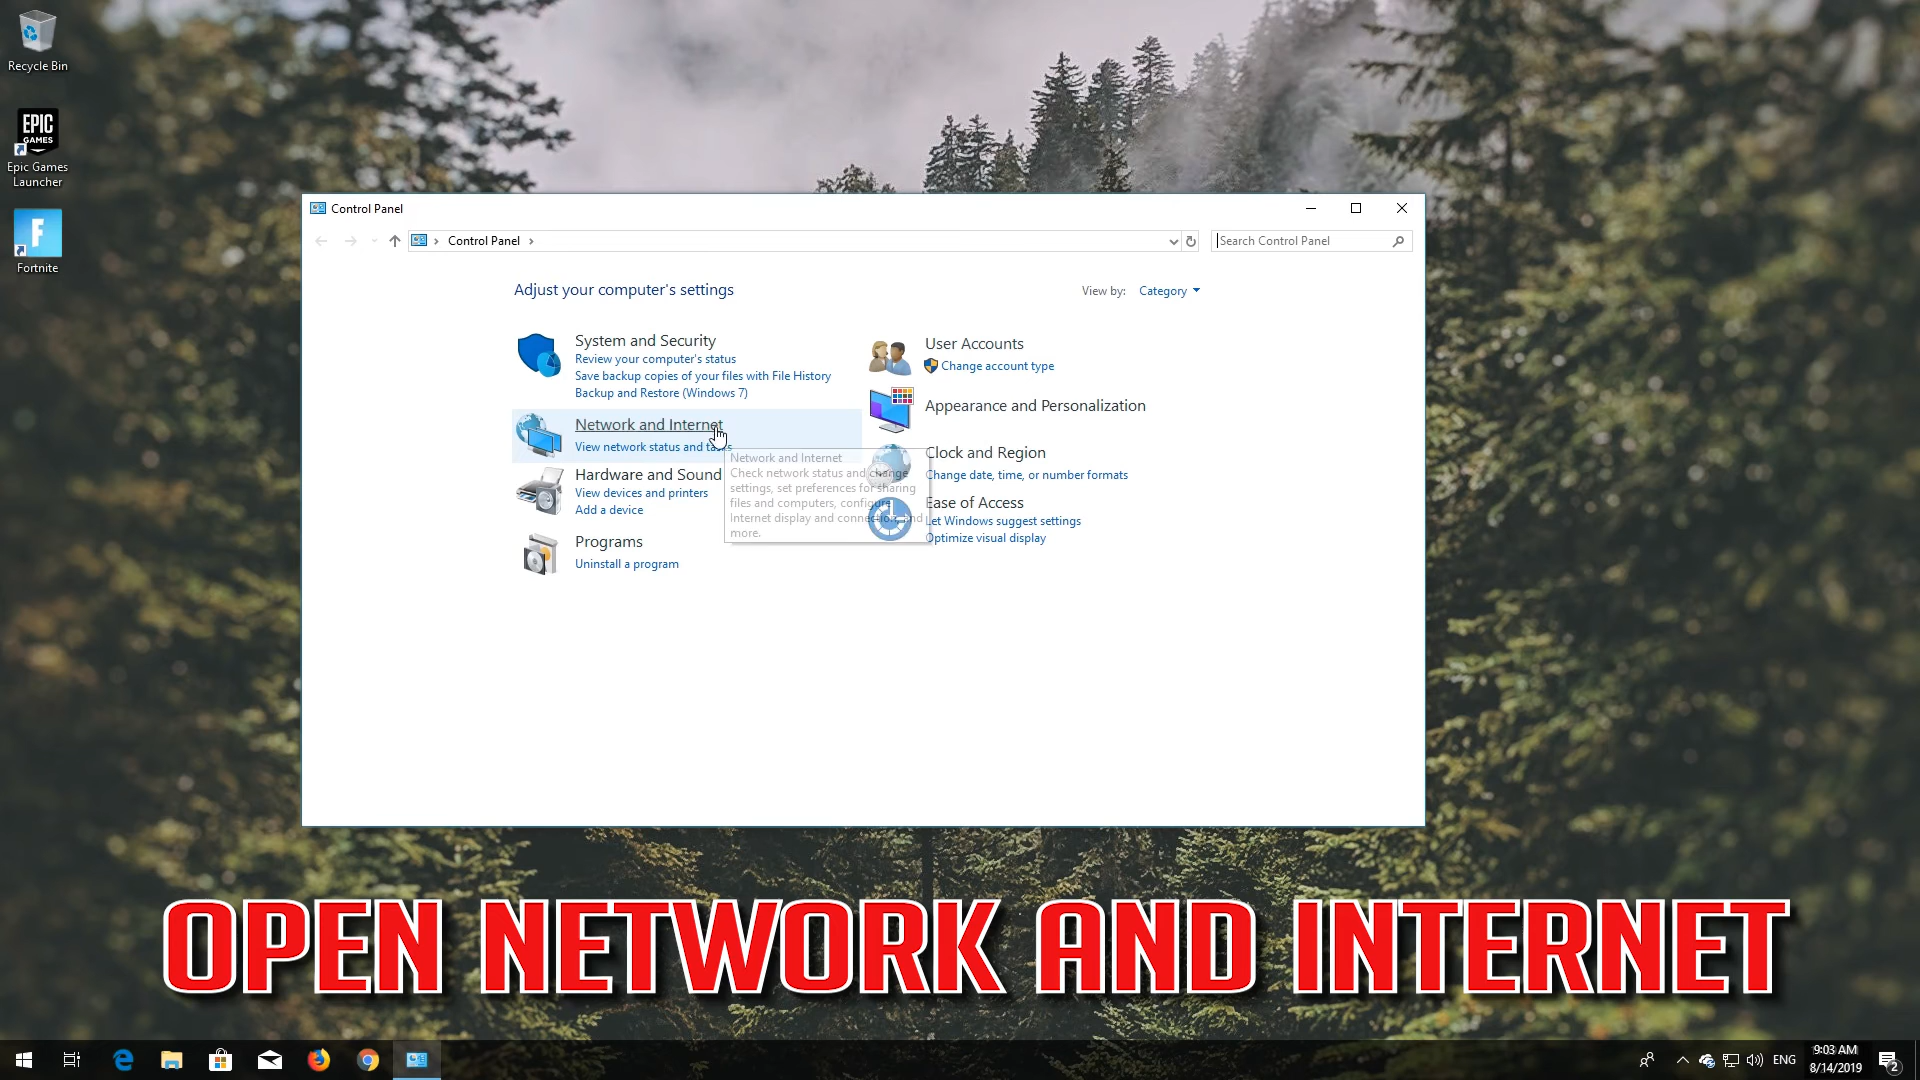 Recycle Bin
EPIC
GAMES
Epic Games
Launcher
F
Fortnite
Control Panel
Control Panel
Search Control Panel
Adjust your computer's settings
View by: Category
System and Security
Review your computer's status
Save backup copies of your files with File History
Backup and Restore (Windows 7)
Network and Internet
View network status and tasks
Hardware and Sound
View devices and printers
Add a device
Programs
Uninstall a program
User Accounts
Change account type
Appearance and Personalization
Clock and Region
Change date, time, or number formats
Ease of Access
Let Windows suggest settings
Optimize visual display
Network and Internet
Check network status and change
settings, set preferences for sharing
files and computers, configure
Internet display and connection, and
more.
OPEN NETWORK AND INTERNET
ENG
9:03 AM
8/14/2019
2